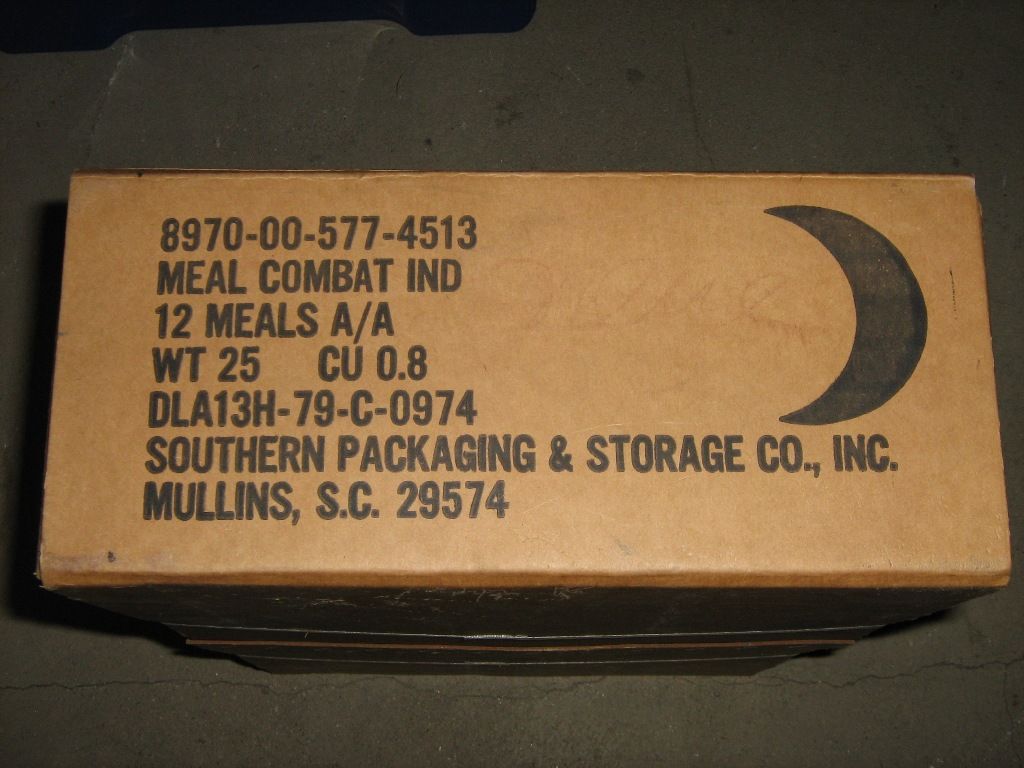 8970-00-577-4513
MEAL COMBAT IND
12 MEALS A/A
WT 25 CU 0.8
DLA13H-79-C-0974
SOUTHERN PACKAGING & STORAGE CO., INC.
MULLINS, S.C. 29574